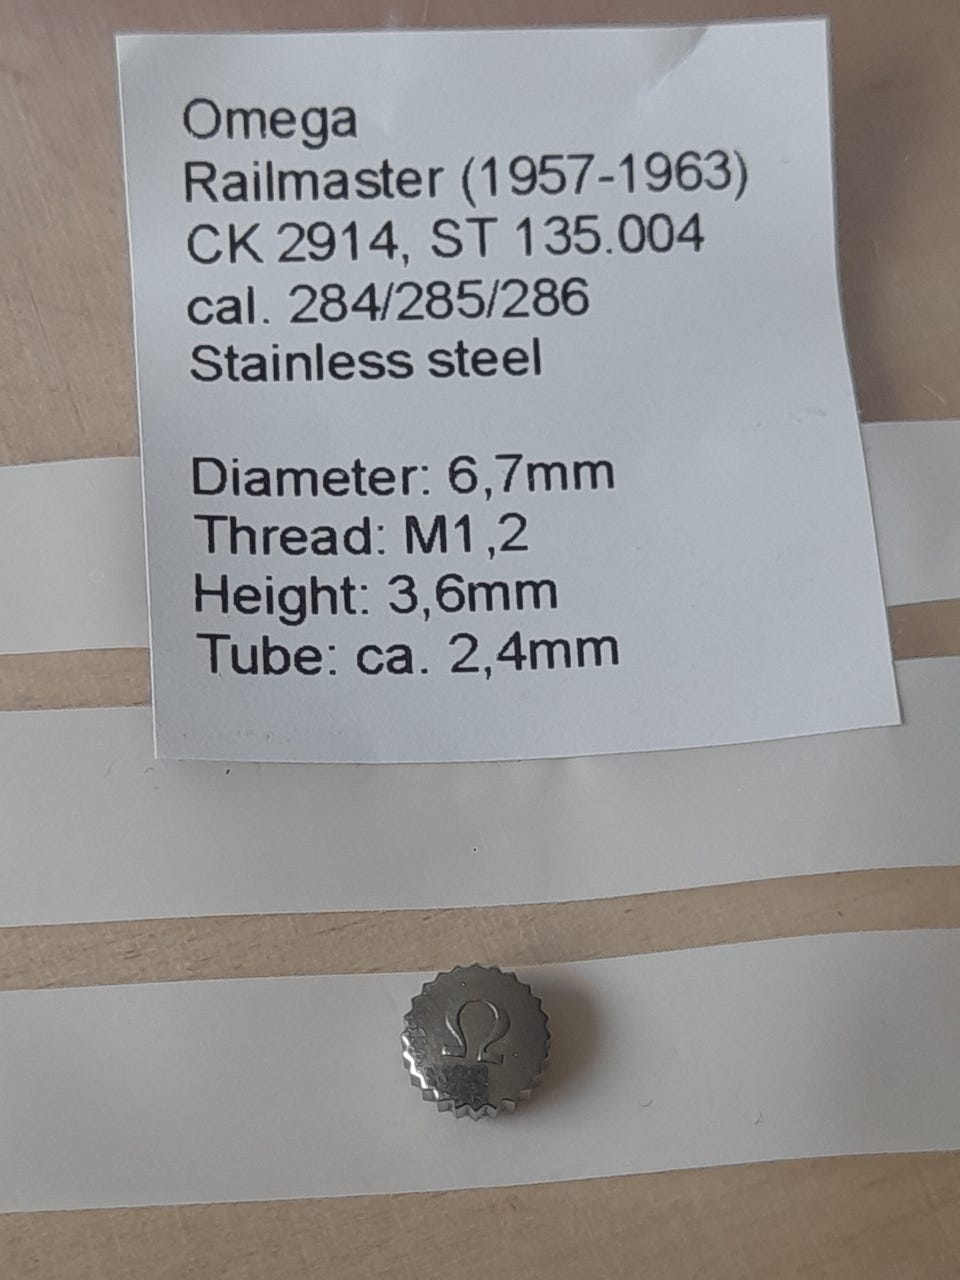 Omega
Railmaster (1957-1963)
CK 2914, ST 135.004
cal. 284/285/286
Stainless steel
Diameter: 6,7mm
Thread: M1,2
Height: 3,6mm
Tube: ca. 2,4mm
Ω